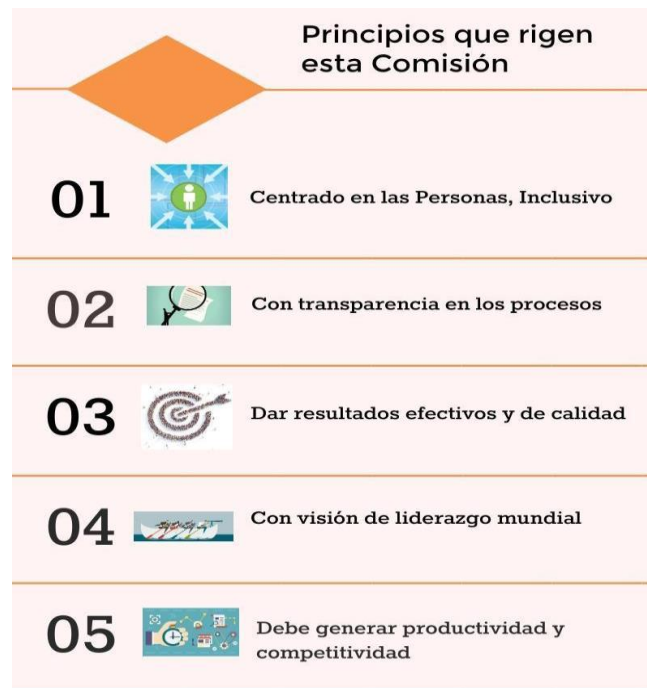 Principios que rigen
esta Comisión
01
Centrado en las Personas, Inclusivo
02
Con transparencia en los procesos
03
Dar resultados efectivos y de calidad
04
Con visión de liderazgo mundial
05
Debe generar productividad y
competitividad